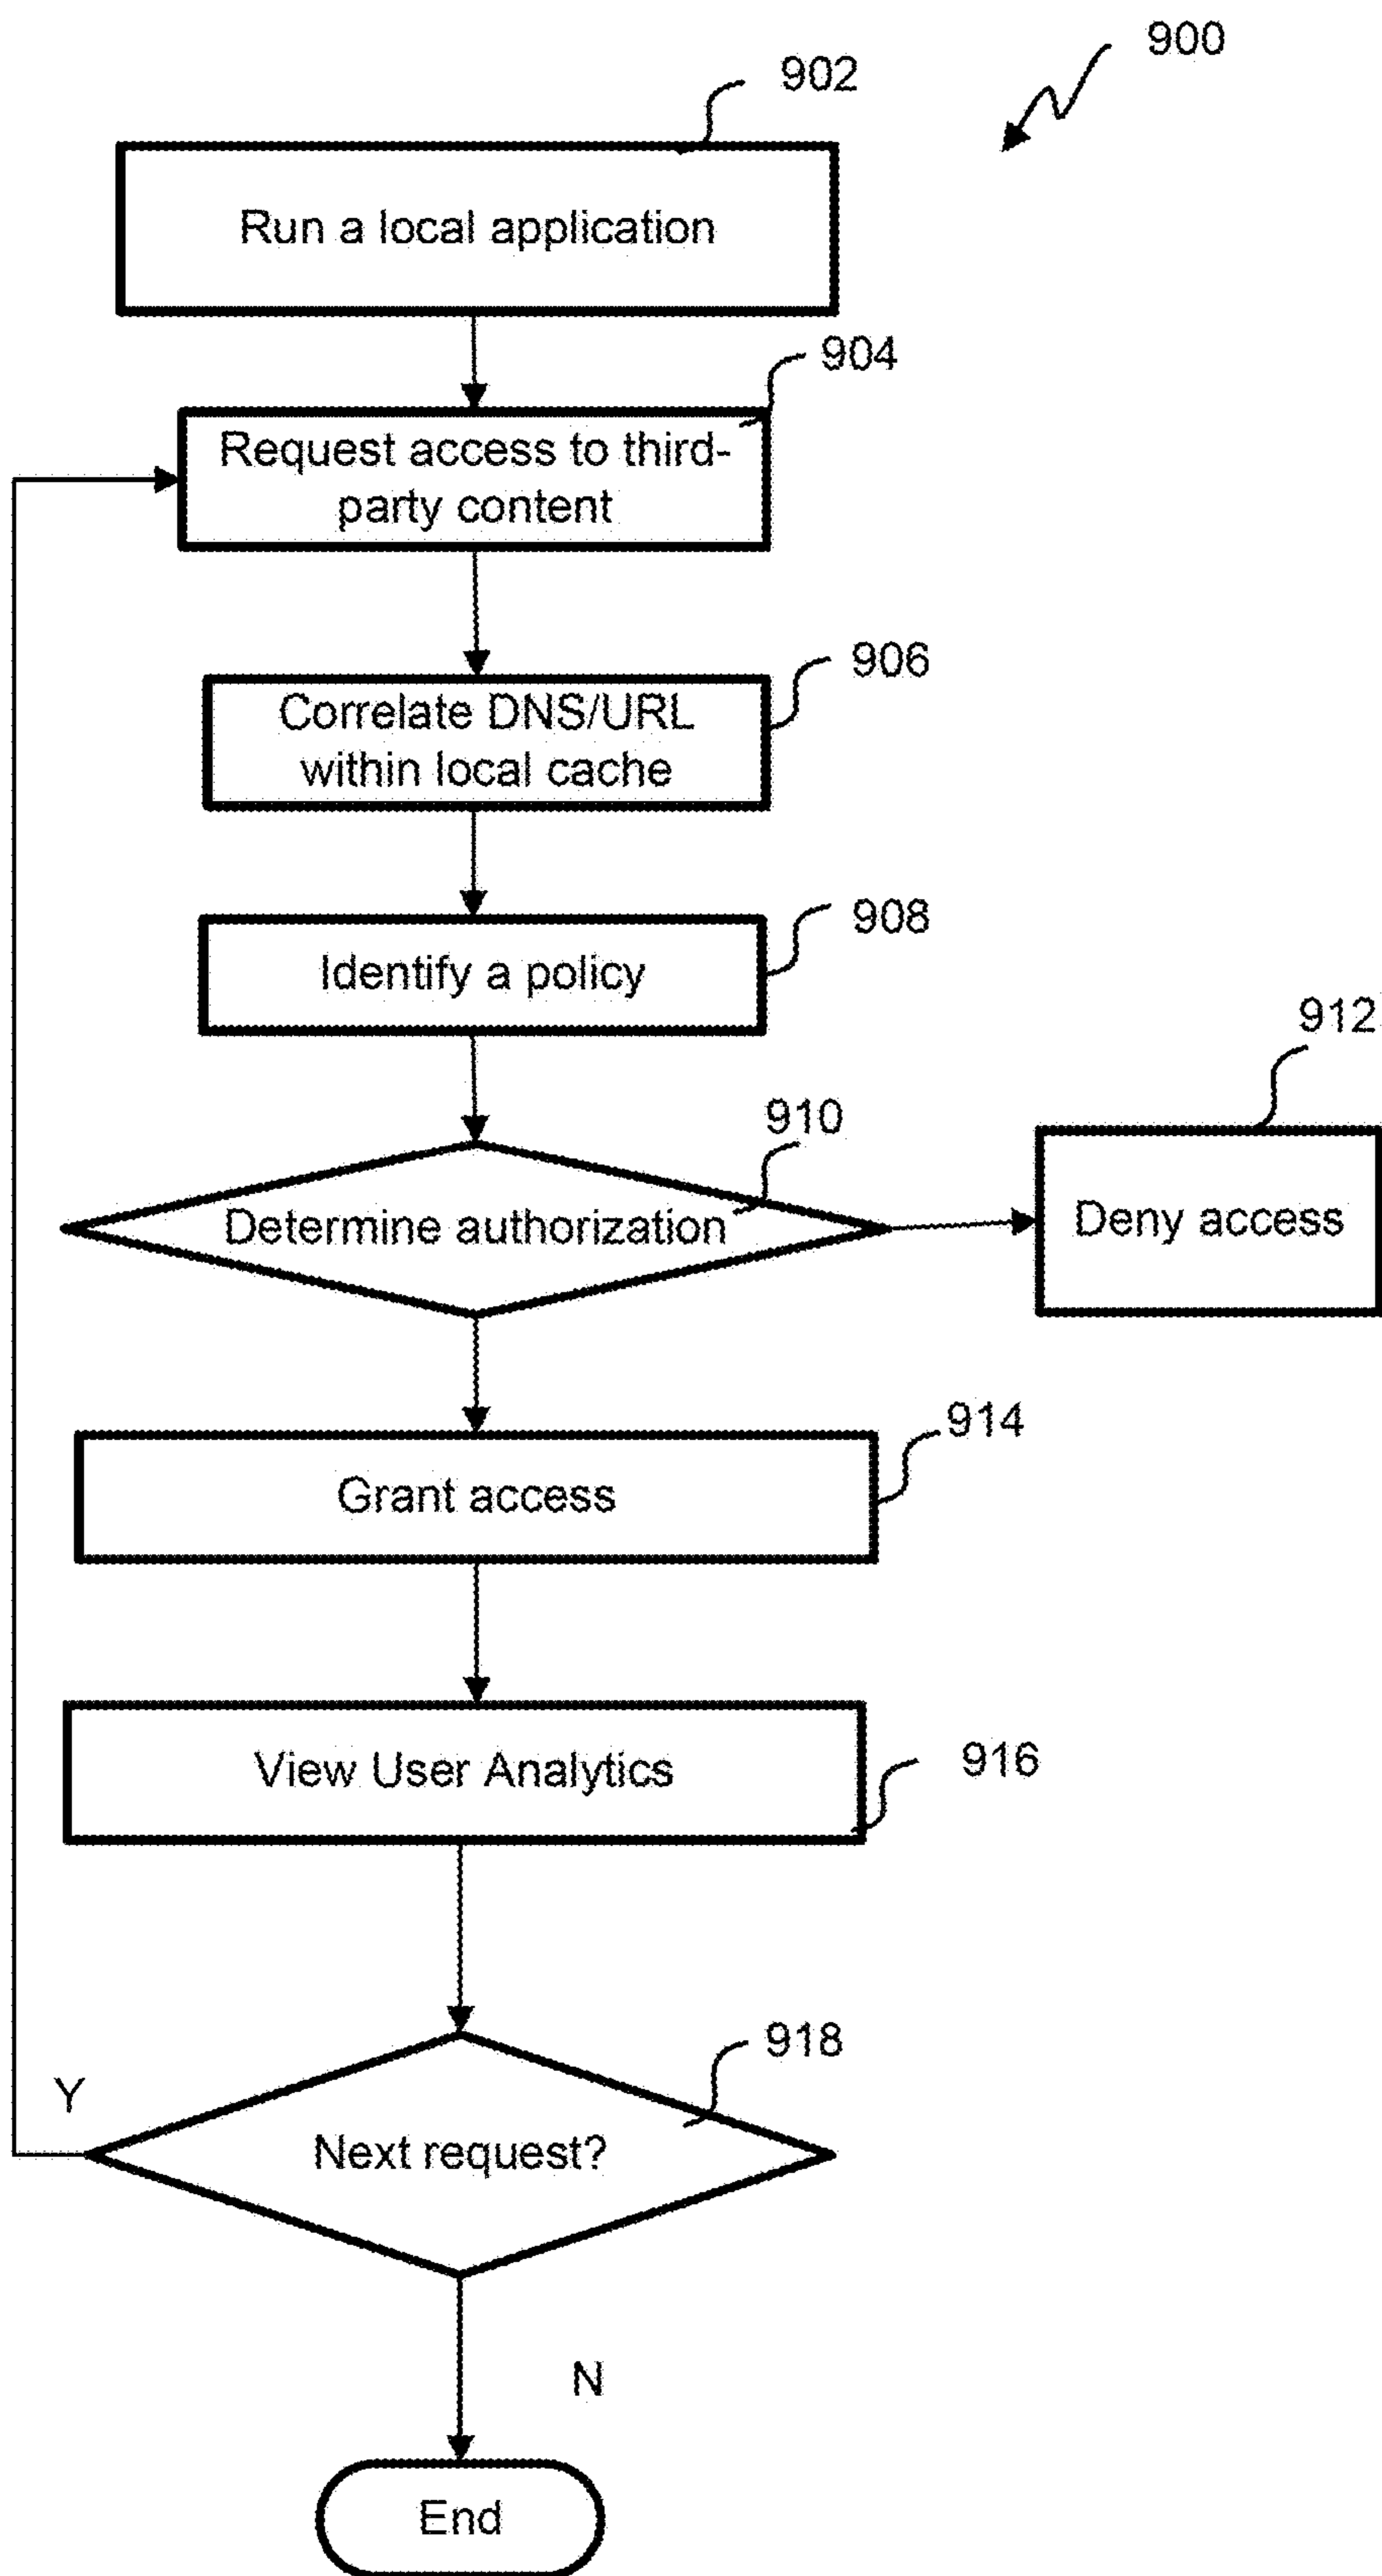 900
902
Run a local application
904
Request access to third-
party content
906
Correlate DNS/URL
within local cache
908
Identify a policy
912
910
Determine authorization
Deny access
914
Grant access
View User Analytics
916
918
Y
Next request?
N
End